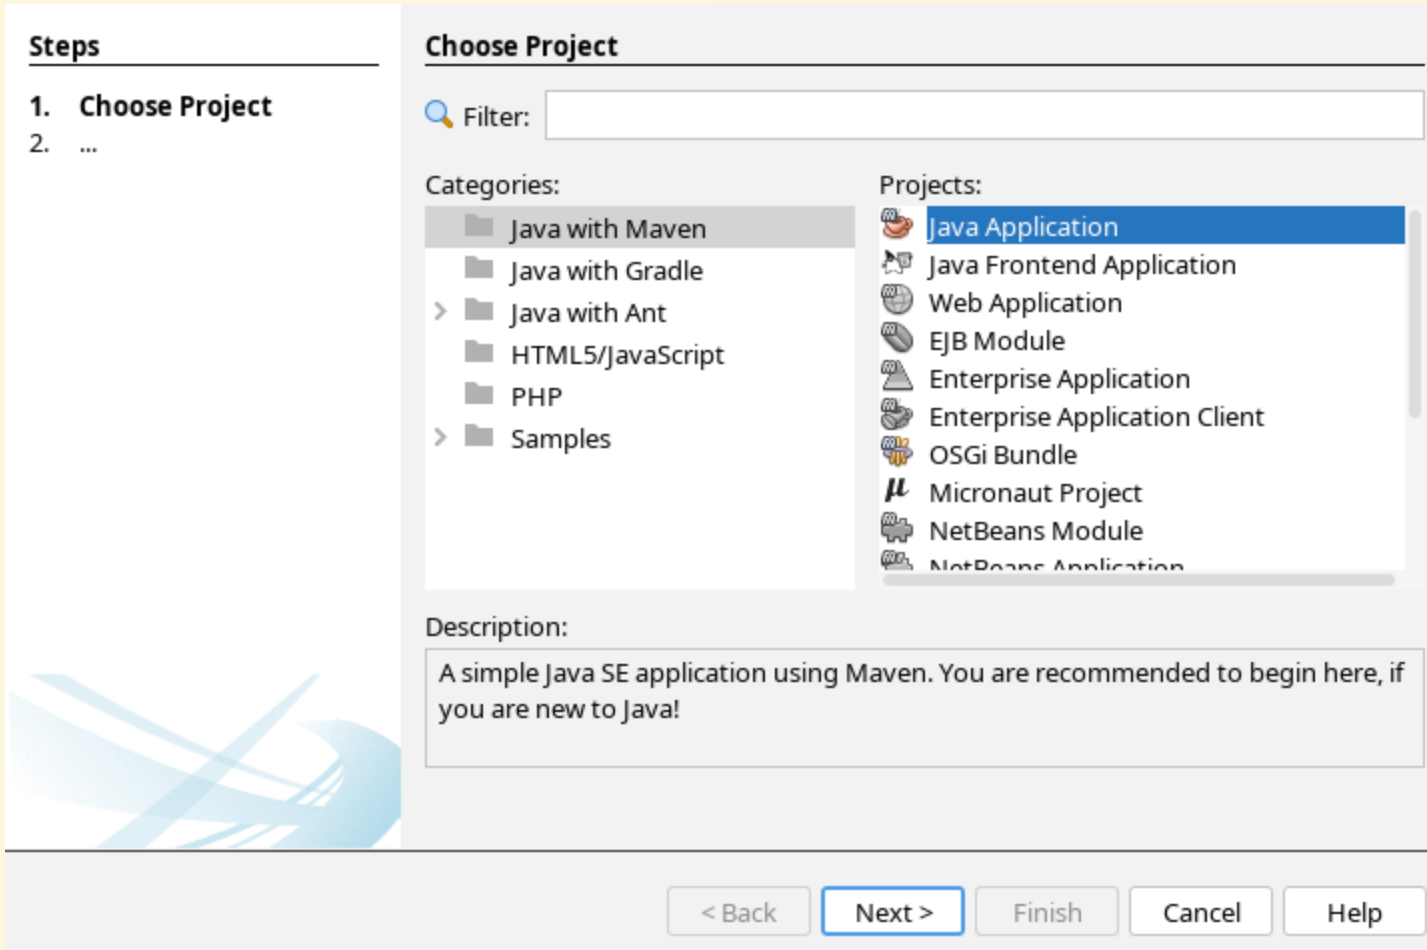 Steps
1. Choose Project
2. ...
Choose Project
Filter:
Categories:
Java with Maven
Java with Gradle
Java with Ant
HTML5/JavaScript
PHP
Samples
Projects:
Java Application
Java Frontend Application
Web Application
EJB Module
Enterprise Application
Enterprise Application Client
OSGi Bundle
Micronaut Project
NetBeans Module
NetBeans Application
Description:
A simple Java SE application using Maven. You are recommended to begin here, if
you are new to Java!
< Back
Next >
Finish
Cancel
Help